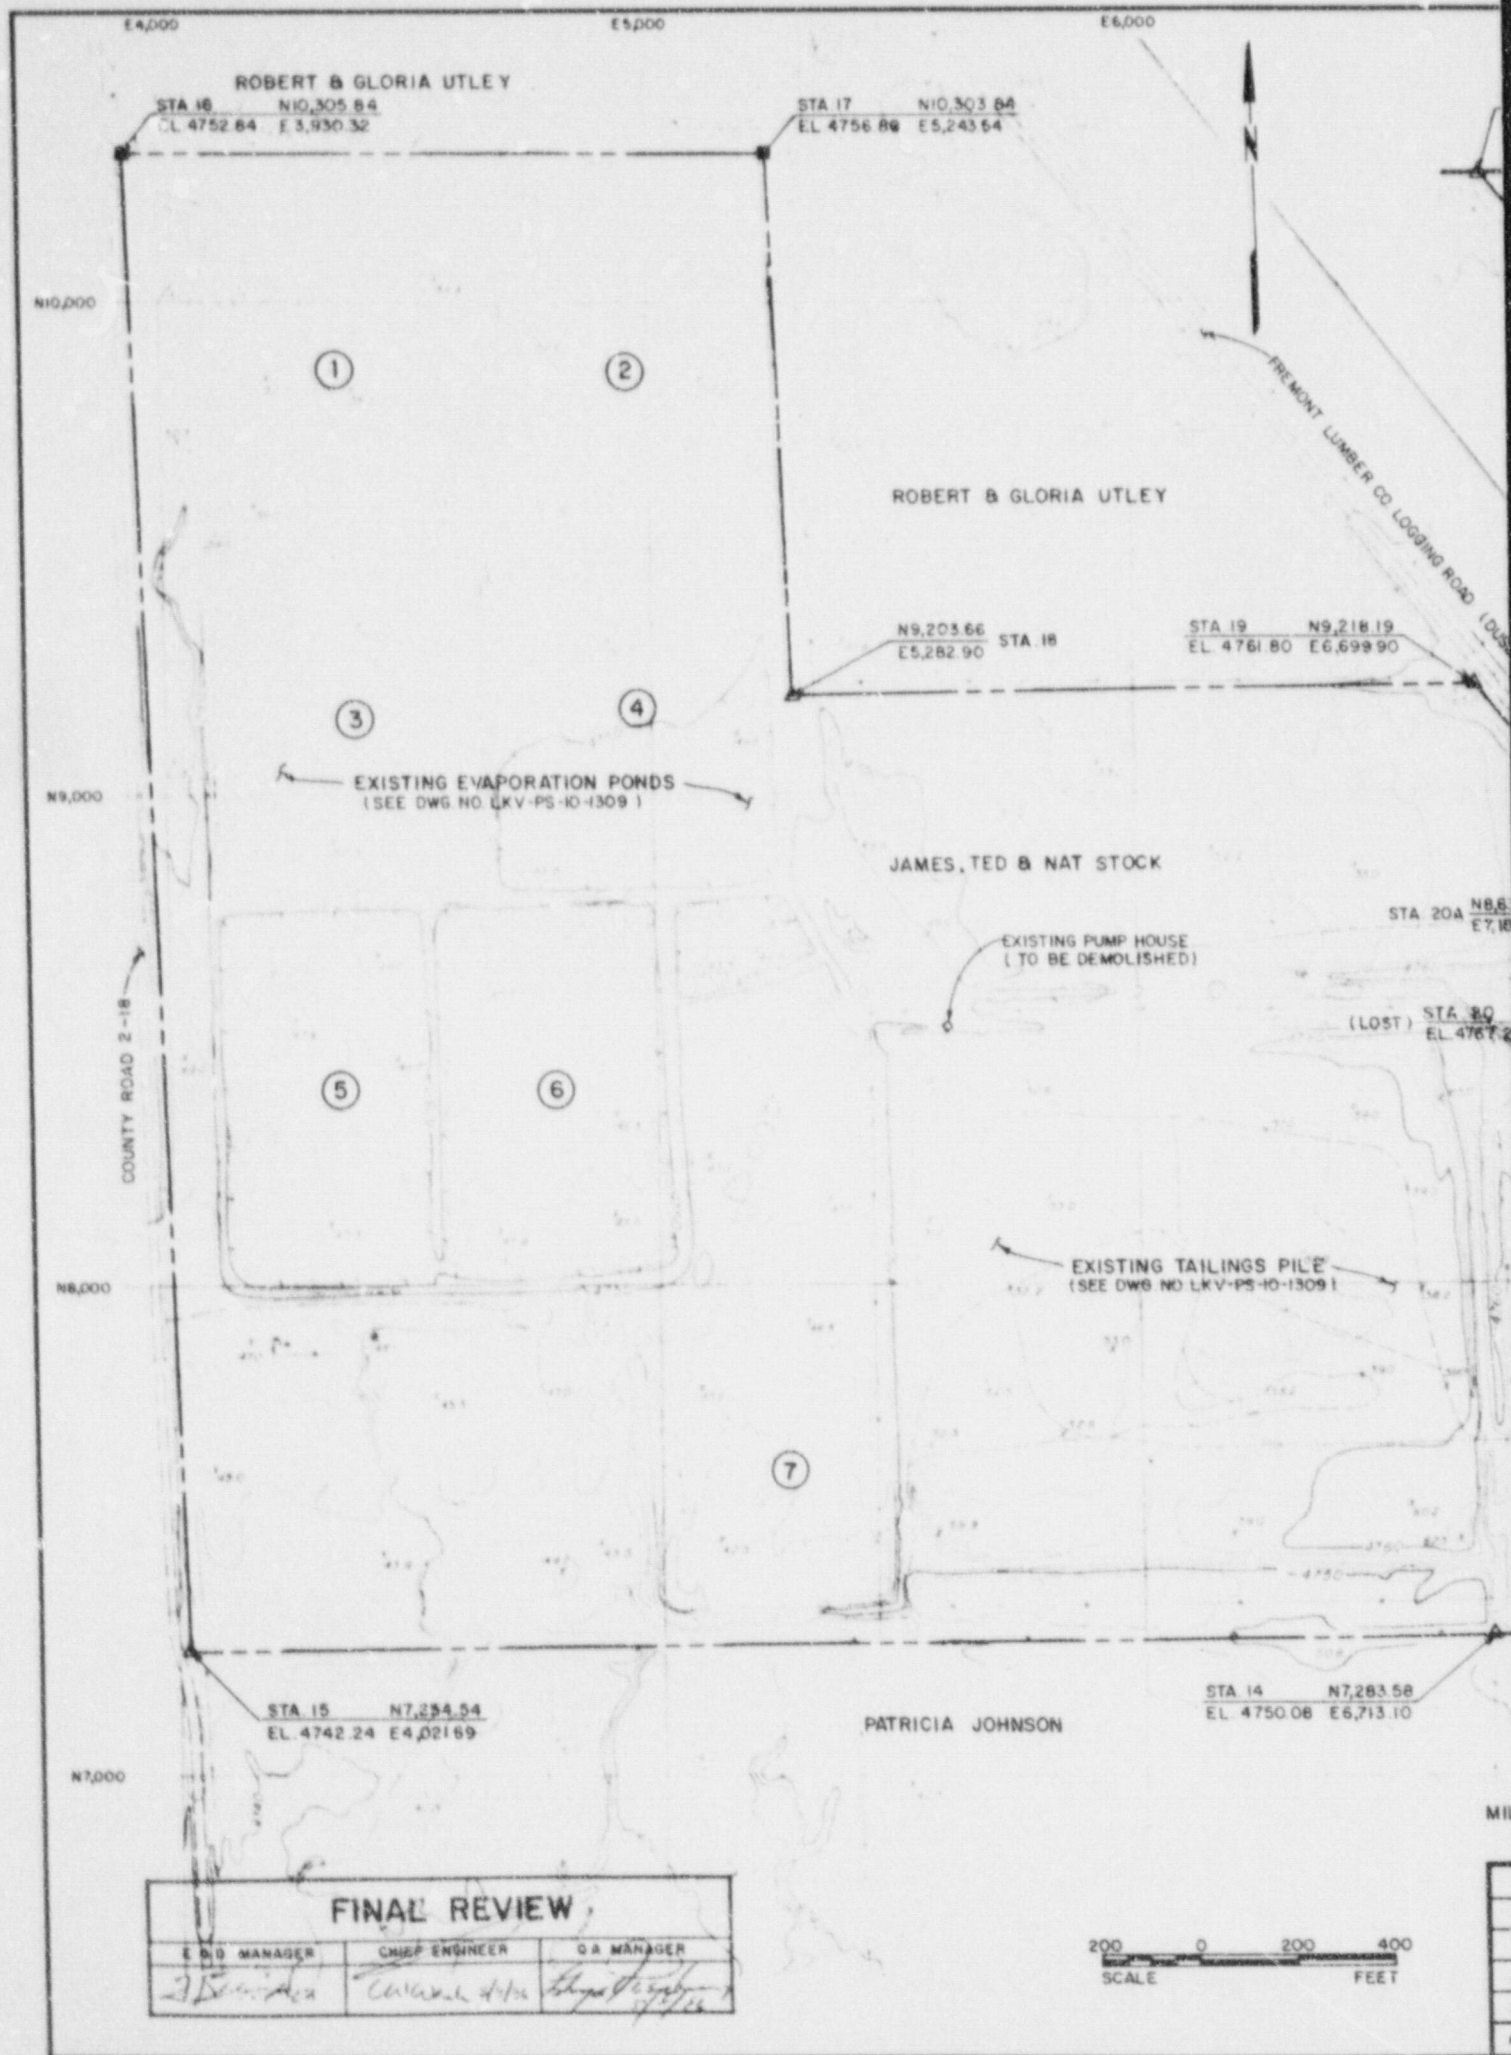 E4,000 E5,000 E6,000
ROBERT & GLORIA UTLEY
STA 16 N10,305.84
EL. 4752.84 E3,930.32
STA 17 N10,303.84
EL 4756.89 E5,243.54
N
N10,000
1
2
FREMONT LUMBER CO. LOGGING ROAD
ROBERT & GLORIA UTLEY
N9,203.66 STA. 18
E5,282.90
STA 19 N9,218.19
EL. 4761.80 E6,699.90
3
4
EXISTING EVAPORATION PONDS
(SEE DWG. NO. LKV-PS-10-1309)
N9,000
JAMES, TED & NAT STOCK
STA 20A
EXISTING PUMP HOUSE
(TO BE DEMOLISHED)
(LOST)
COUNTY ROAD 2-18
5
6
EXISTING TAILINGS PILE
(SEE DWG. NO. LKV-PS-10-1309)
N8,000
7
4750
STA. 15 N7,254.54
EL. 4742.24 E4,021.69
STA. 14 N7,283.58
EL. 4750.08 E6,713.10
PATRICIA JOHNSON
N7,000
FINAL REVIEW
MANAGER CHIEF ENGINEER QA MANAGER
200 0 200 400
SCALE FEET